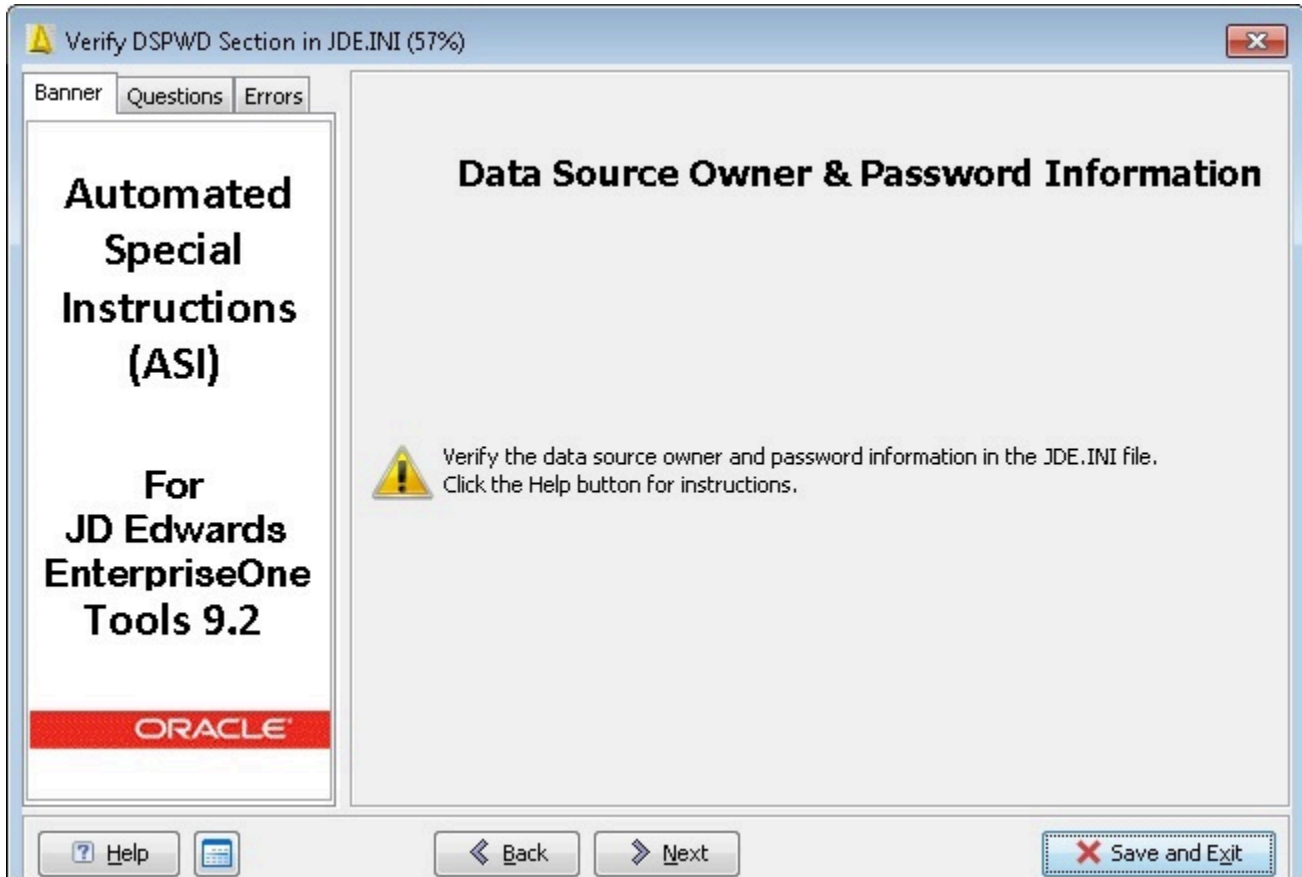 Verify DSPWD Section in JDE.INI (57%)
Banner
Questions
Errors
Automated
Special
Instructions
(ASI)
For
JD Edwards
EnterpriseOne
Tools 9.2
ORACLE
Data Source Owner & Password Information
Verify the data source owner and password information in the JDE.INI file.
Click the Help button for instructions.
? Help
Back
Next
Save and Exit